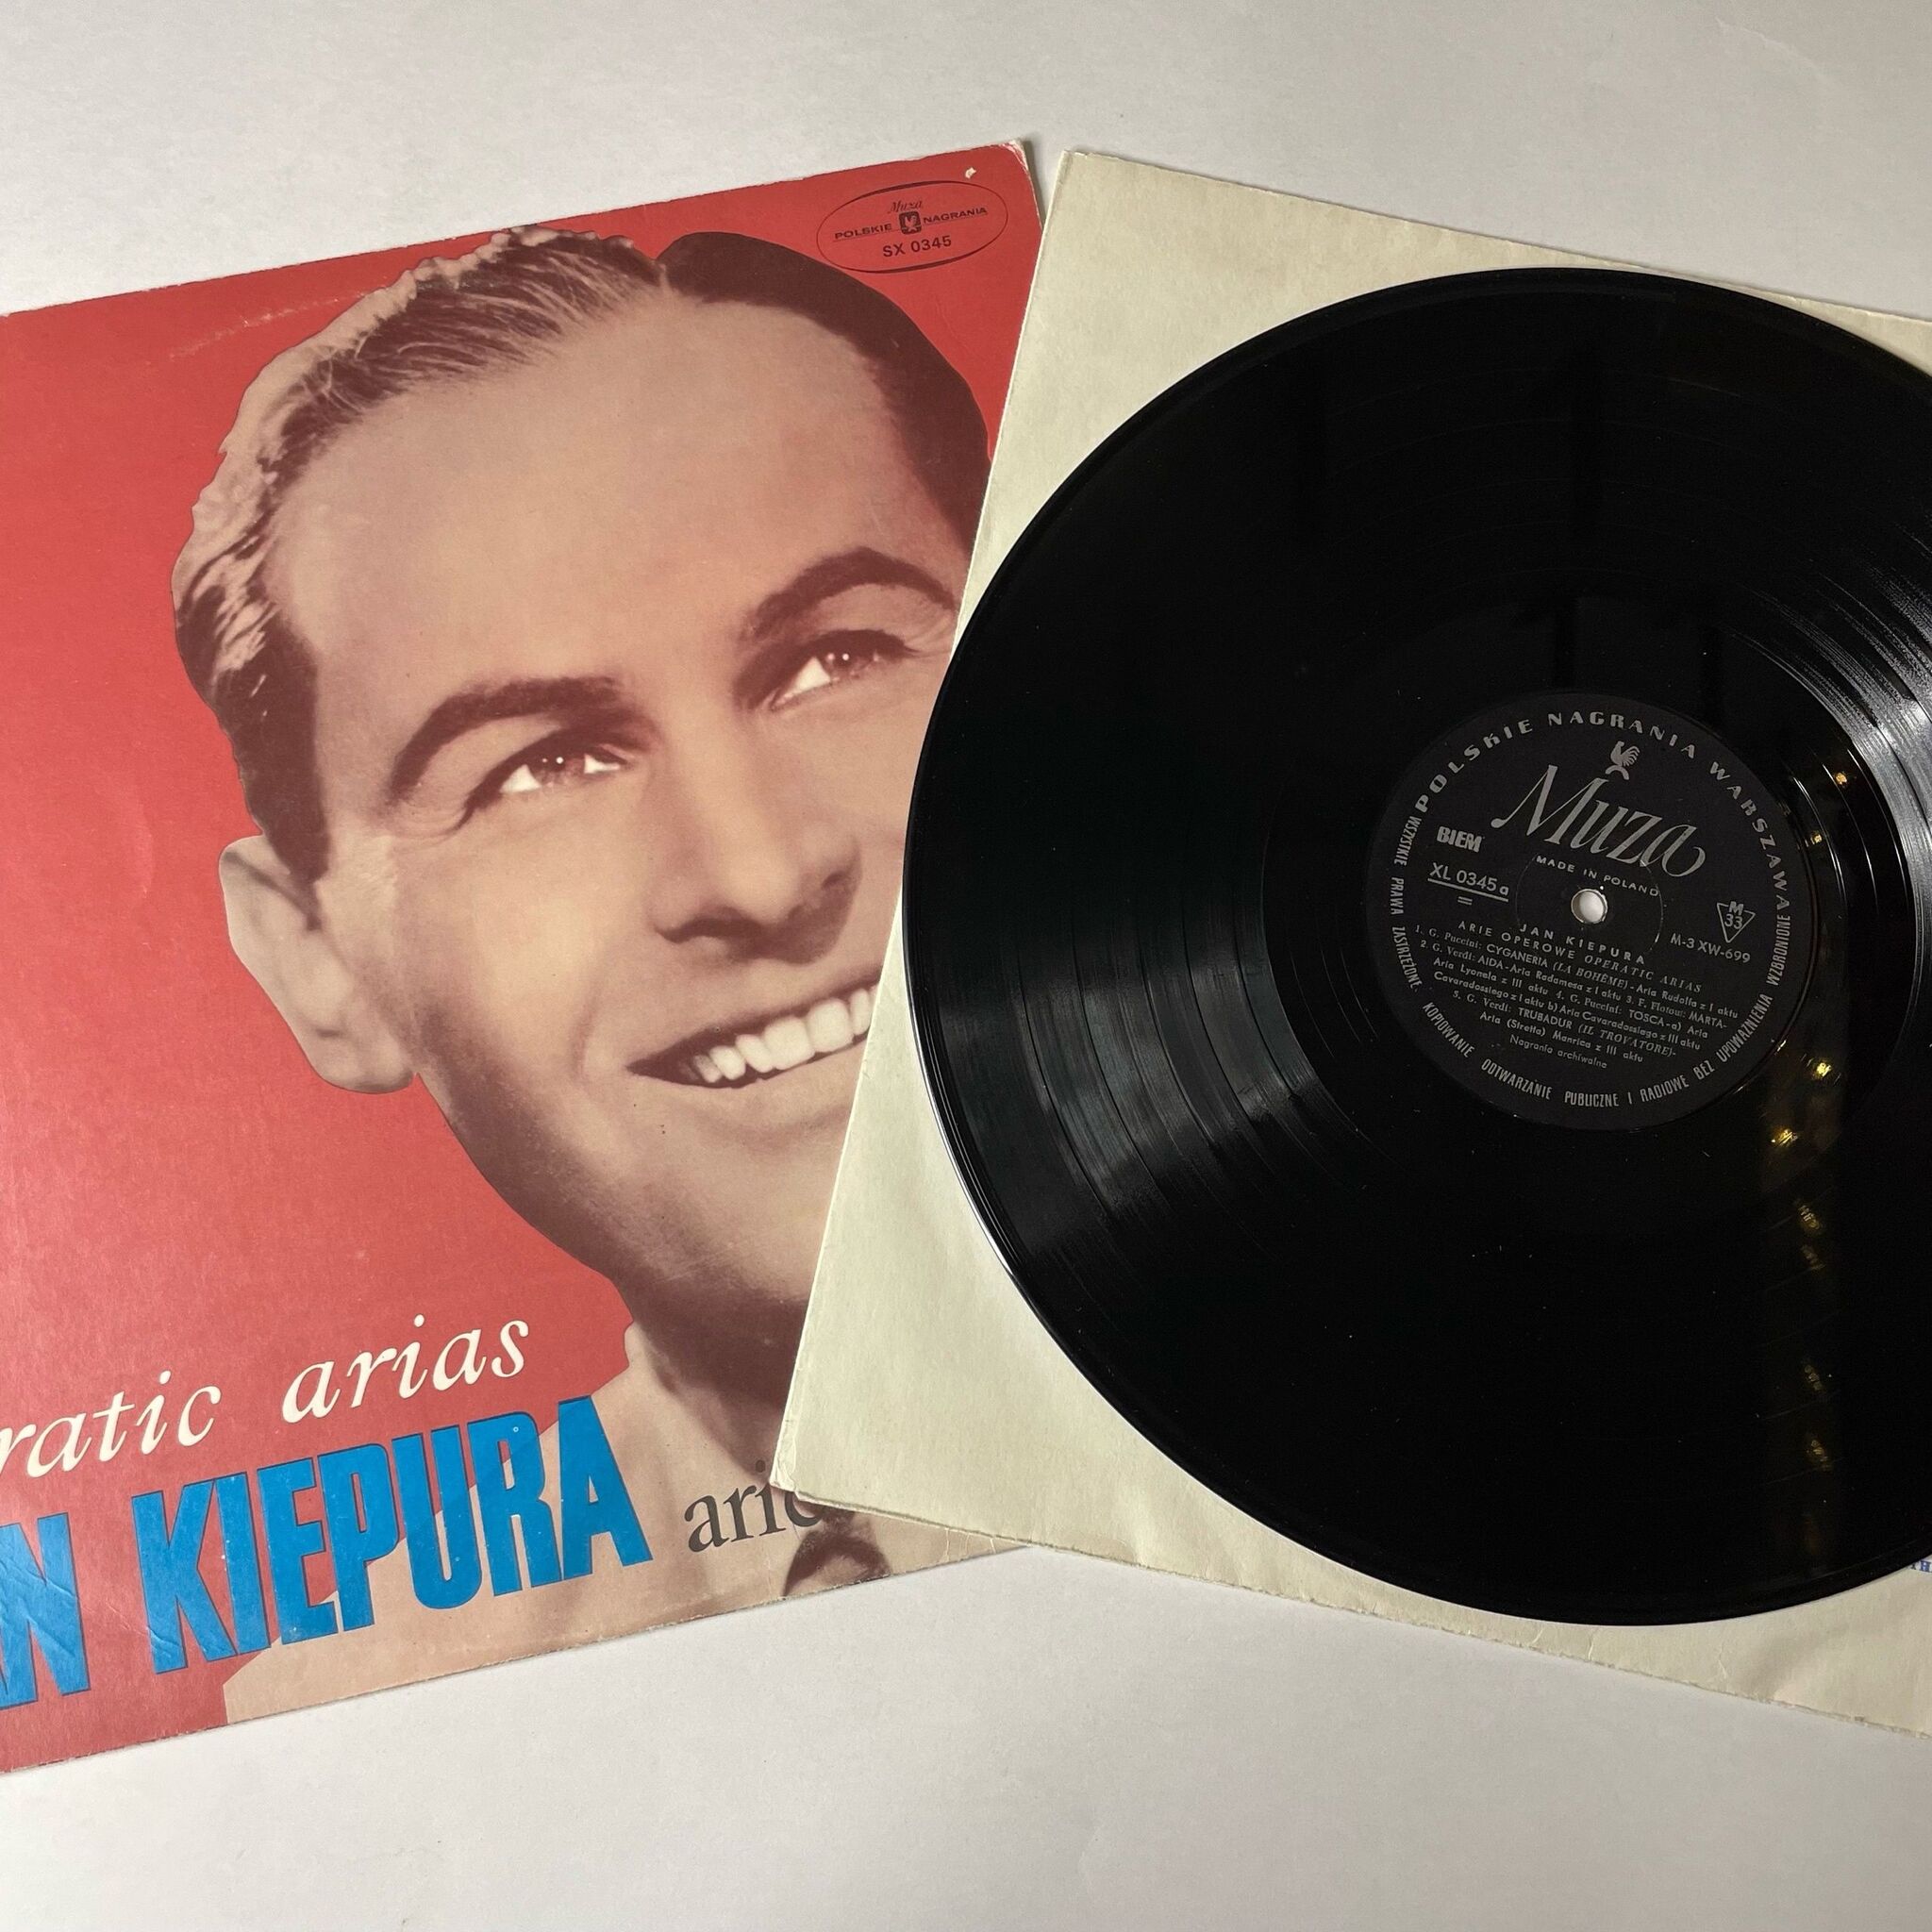 Muza
POLSKIE NAGRANIA
SX 0345
ratic arias
N KIEPURA
arie
POLSKIE NAGRANIA WARSZAWA
Muza
BIEM
MADE IN POLAND
XL 0345 a
M
33
M-3 XW-699
JAN KIEPURA
ARIE OPEROWE OPERATIC ARIAS
1. G. Puccini: CYGANERIA (LA BOHÈME) - Aria Rudolfa z I aktu
2. G. Verdi: AIDA - Aria Radamesa z I aktu 3. F. Flotow: MARTA-
Aria Lyonela z III aktu 4. G. Puccini: TOSCA - a) Aria
Cavaradossiego z I aktu b) Aria Cavaradossiego z III aktu
5. G. Verdi: TRUBADUR (IL TROVATORE)-
Aria (Stretta) Manrica z III aktu
Nagrania archiwalne
WSZYSTKIE PRAWA ZASTRZEŻONE. KOPIOWANIE ODTWARZANIE PUBLICZNE I RADIOWE BEZ UPOWAŻNIENIA WZBRONIONE